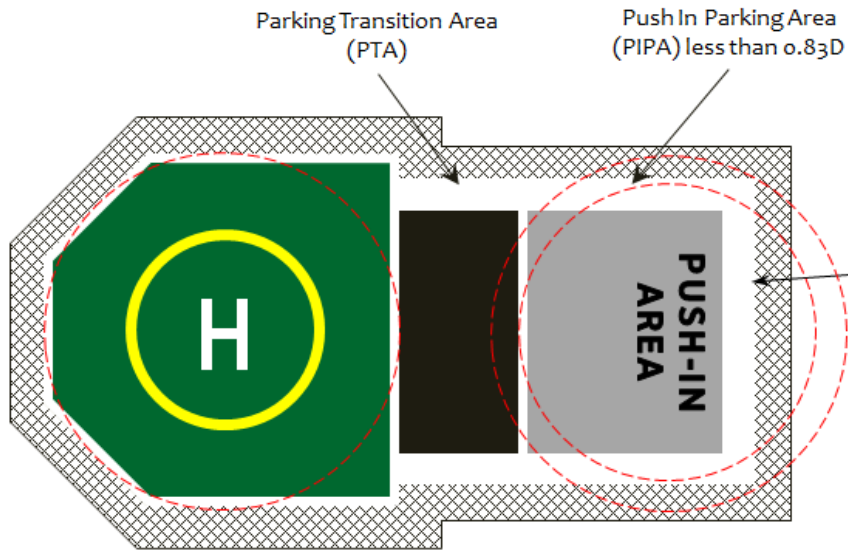 Parking Transition Area
(PTA)
Push In Parking Area
(PIPA) less than 0.83D
H
PUSH-IN
AREA